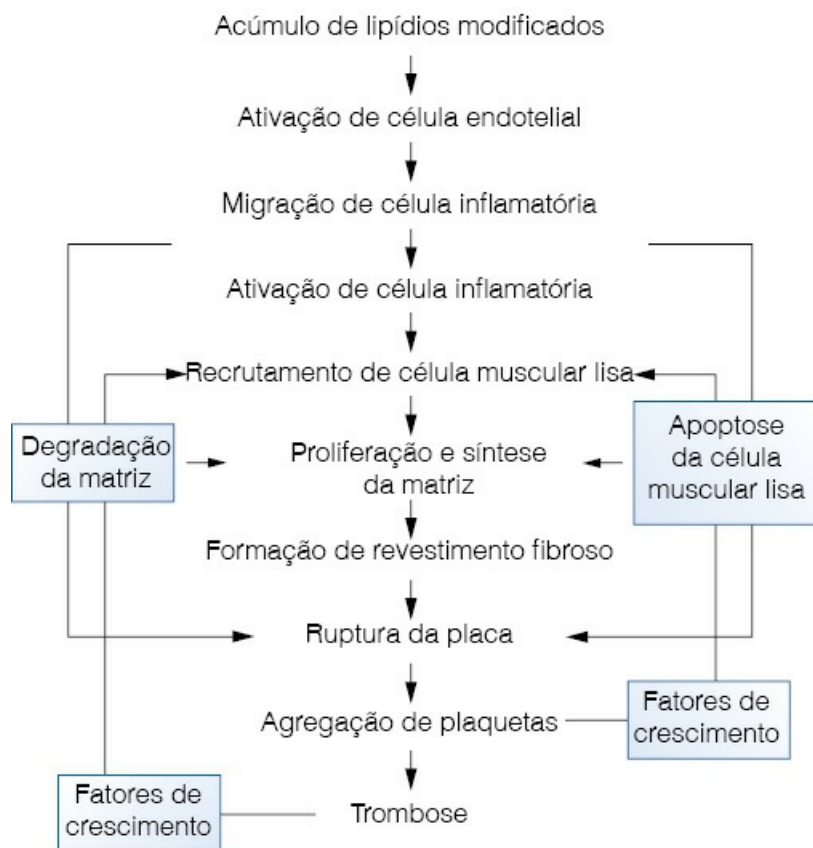 Acúmulo de lipídios modificados
Ativação de célula endotelial
Migração de célula inflamatória
Ativação de célula inflamatória
Recrutamento de célula muscular lisa
Degradação
da matriz
Proliferação e síntese
da matriz
Apoptose
da célula
muscular lisa
Formação de revestimento fibroso
Ruptura da placa
Agregação de plaquetas
Fatores de
crescimento
Fatores de
crescimento
Trombose